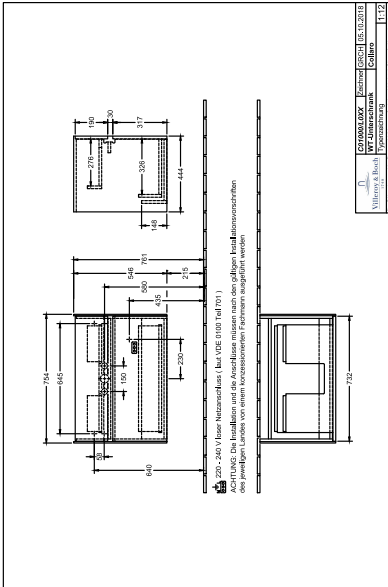 190
30
317
276
326
148
444
761
546
580
435
215
754
645
150
230
58
640
220 - 240 V loser Netzanschluss ( laut VDE 0100 Teil 701 )
ACHTUNG: Die Installation und die Anschlüsse müssen nach den gültigen Installationsvorschriften
des jeweiligen Landes von einem konzessionierten Fachmann ausgeführt werden
732
Villeroy & Boch
1748
C01000/L0XX Zeichner GRCH 05.10.2018
WT-Unterschrank Collaro
Typenzeichnung 1:12